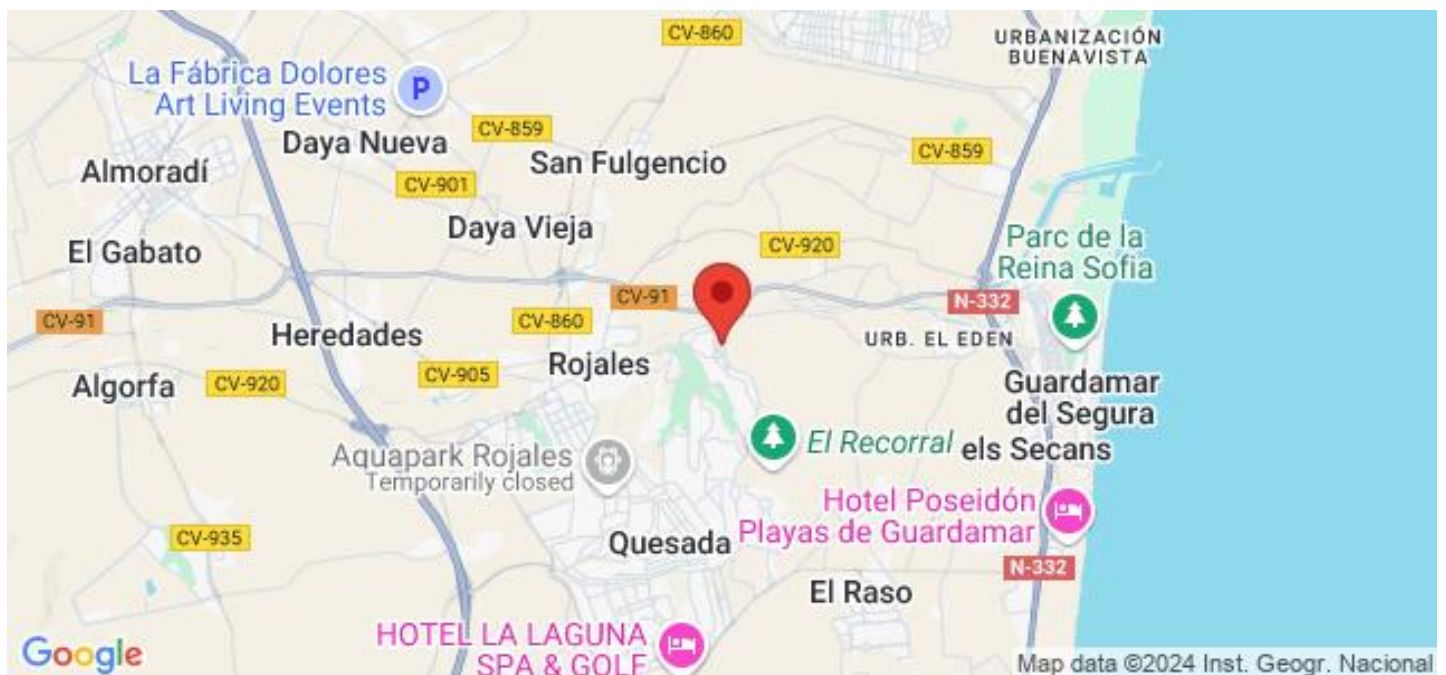 CV-860
URBANIZACIÓN
BUENAVISTA
La Fábrica Dolores
Art Living Events
P
Daya Nueva
CV-859
San Fulgencio
CV-859
Almoradí
CV-901
Daya Vieja
El Gabato
CV-920
Parc de la
Reina Sofia
CV-91
N-332
CV-91
CV-860
Heredades
URB. EL EDEN
Rojales
Algorfa
CV-920
CV-905
Guardamar
del Segura
El Recorral
els Secans
Aquapark Rojales
Temporarily closed
Hotel Poseidón
Playas de Guardamar
CV-935
Quesada
N-332
El Raso
HOTEL LA LAGUNA
SPA & GOLF
Google
Map data ©2024 Inst. Geogr. Nacional